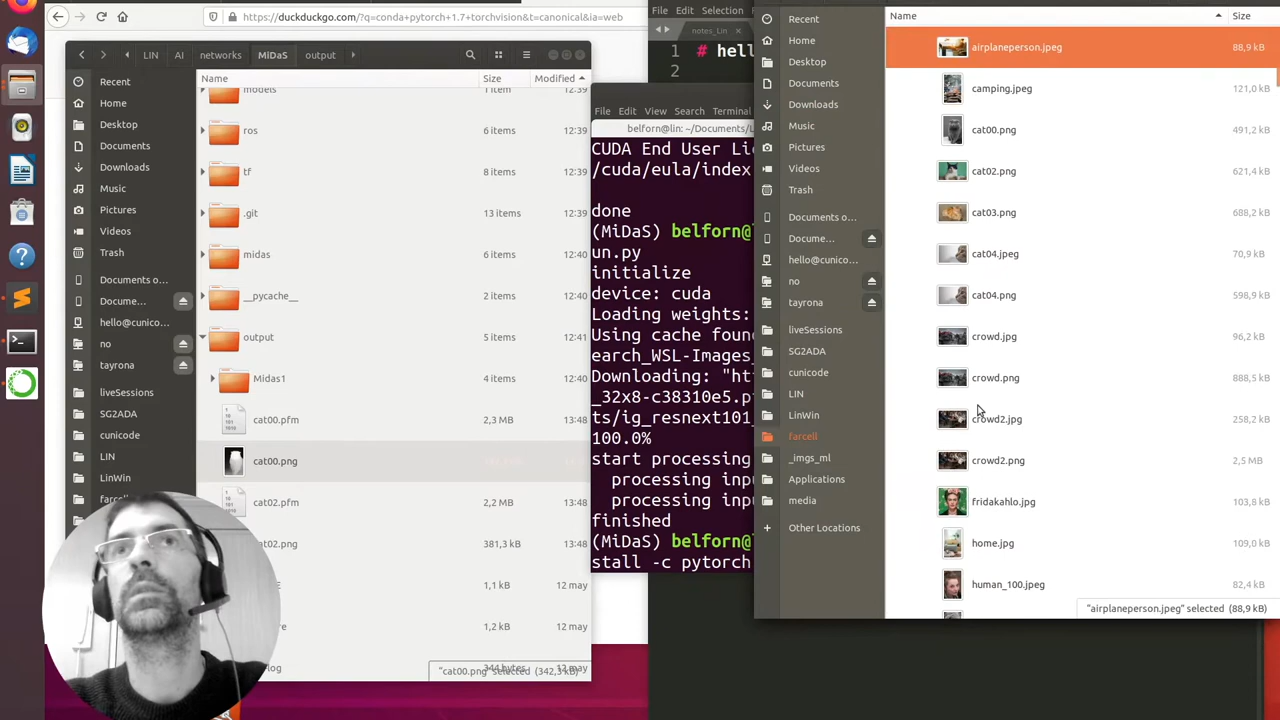 https://duckduckgo.com/?q=conda+pytorch+1.7+torchvision&t=canonical&ia=web
LIN AI networks MiDaS output
Name Size Modified
Recent
Home
Desktop
Documents
Downloads
Music
Pictures
Videos
Trash
Documents o…
Docume…
hello@cunico…
no
tayrona
liveSessions
SG2ADA
cunicode
LIN
LinWin
models 1 item 12:39
ros 6 items 12:39
tf 8 items 12:39
.git 13 items 12:39
midas 6 items 12:40
__pycache__ 2 items 12:40
output 5 items 12:41
Midas1 4 items 12:40
cat00.pfm 2,3 MB 13:48
cat00.png
cat02.pfm 2,2 MB 13:48
cat02.png 381,3 kB 13:48
1,1 kB 12 may
1,2 kB 12 may
12 may
"cat00.png" selected (342,3 kB)
File Edit Selection
notes_Lin
1 # hell
2
File Edit View Search Terminal
belforn@lin: ~/Documents/L
CUDA End User Li
/cuda/eula/index
done
(MiDaS) belforn@l
un.py
initialize
device: cuda
Loading weights:
Using cache foun
earch_WSL-Images_
Downloading: "ht
_32x8-c38310e5.p
ts/ig_resnext101_
100.0%
start processing
processing inpu
processing inpu
finished
(MiDaS) belforn@l
stall -c pytorch
Recent
Home
Desktop
Documents
Downloads
Music
Pictures
Videos
Trash
Documents o…
Docume…
hello@cunico…
no
tayrona
liveSessions
SG2ADA
cunicode
LIN
LinWin
farcell
_imgs_ml
Applications
media
Other Locations
Name Size
airplaneperson.jpeg 88,9 kB
camping.jpeg 121,0 kB
cat00.png 491,2 kB
cat02.png 621,4 kB
cat03.png 688,2 kB
cat04.jpeg 70,9 kB
cat04.png 598,9 kB
crowd.jpg 96,2 kB
crowd.png 888,5 kB
crowd2.jpg 258,2 kB
crowd2.png 2,5 MB
fridakahlo.jpg 103,8 kB
home.jpg 109,0 kB
human_100.jpeg 82,4 kB
"airplaneperson.jpeg" selected (88,9 kB)